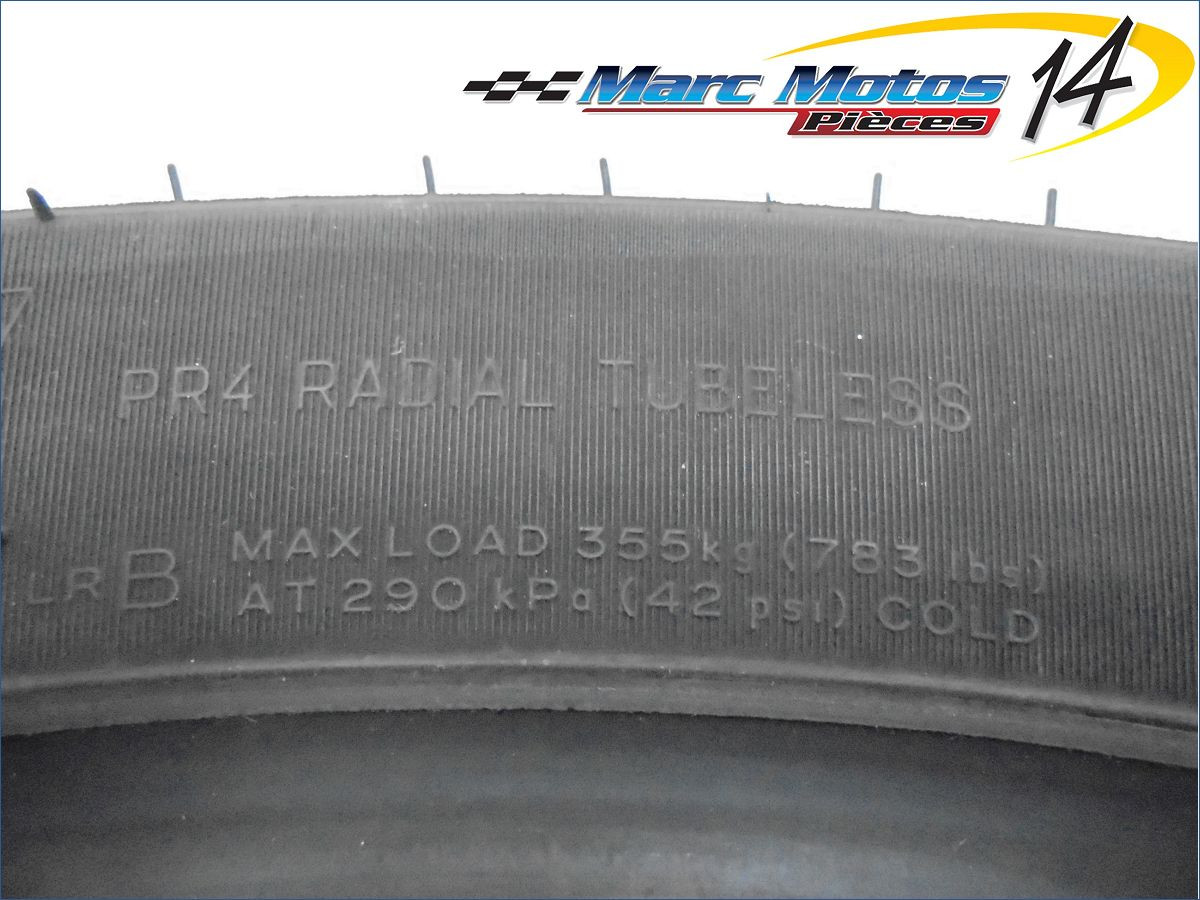 Marc Motos 14
Pièces
7
PR4 RADIAL TUBELESS
LR B
MAX LOAD 355kg (783 lbs)
AT 290 kPa (42 psi) COLD